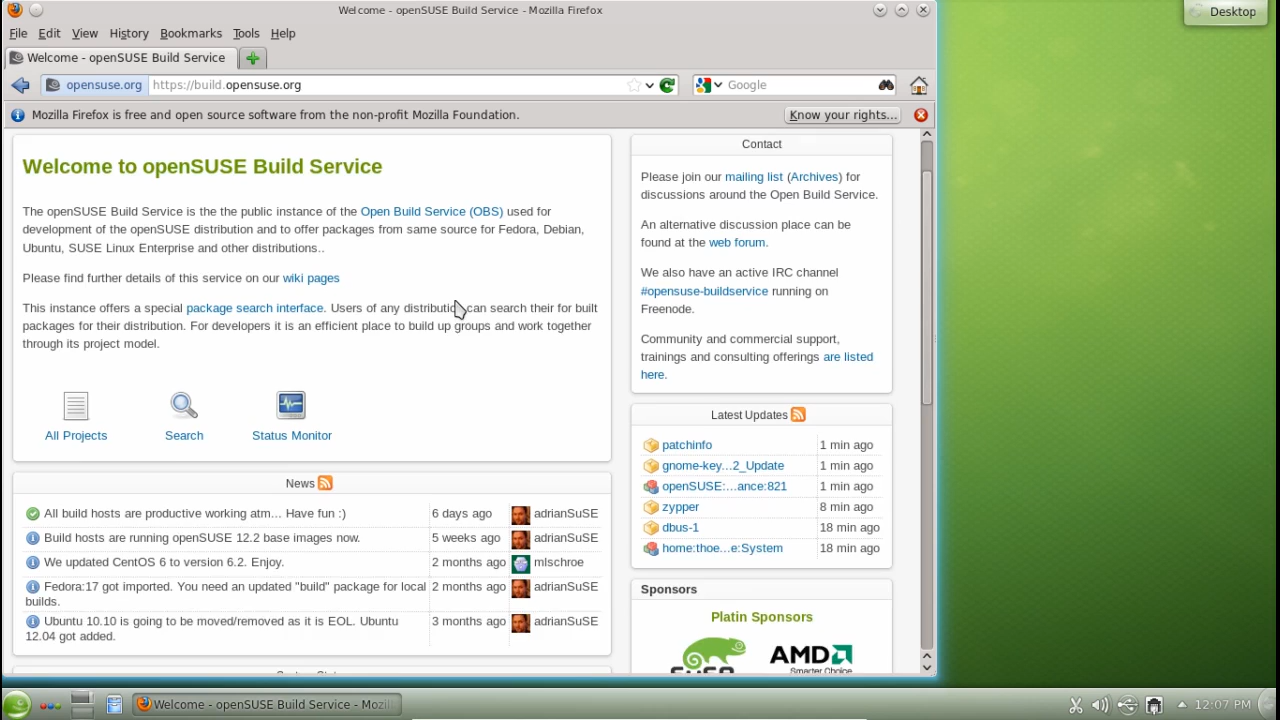 Welcome - openSUSE Build Service - Mozilla Firefox
Desktop
File Edit View History Bookmarks Tools Help
Welcome - openSUSE Build Service
opensuse.org https://build.opensuse.org
Google
Mozilla Firefox is free and open source software from the non-profit Mozilla Foundation.
Know your rights...
Welcome to openSUSE Build Service
The openSUSE Build Service is the the public instance of the Open Build Service (OBS) used for
development of the openSUSE distribution and to offer packages from same source for Fedora, Debian,
Ubuntu, SUSE Linux Enterprise and other distributions..
Please find further details of this service on our wiki pages
This instance offers a special package search interface. Users of any distribution can search their for built
packages for their distribution. For developers it is an efficient place to build up groups and work together
through its project model.
All Projects
Search
Status Monitor
News
All build hosts are productive working atm... Have fun :) 6 days ago adrianSuSE
Build hosts are running openSUSE 12.2 base images now. 5 weeks ago adrianSuSE
We updated CentOS 6 to version 6.2. Enjoy. 2 months ago mlschroe
Fedora:17 got imported. You need an updated "build" package for local 2 months ago adrianSuSE
builds.
Ubuntu 10.10 is going to be moved/removed as it is EOL. Ubuntu 3 months ago adrianSuSE
12.04 got added.
Contact
Please join our mailing list (Archives) for
discussions around the Open Build Service.
An alternative discussion place can be
found at the web forum.
We also have an active IRC channel
#opensuse-buildservice running on
Freenode.
Community and commercial support,
trainings and consulting offerings are listed
here.
Latest Updates
patchinfo 1 min ago
gnome-key...2_Update 1 min ago
openSUSE:...ance:821 1 min ago
zypper 8 min ago
dbus-1 18 min ago
home:thoe...e:System 18 min ago
Sponsors
Platin Sponsors
SUSE
AMD
Smarter Choice
Welcome - openSUSE Build Service - Mozil
12:07 PM